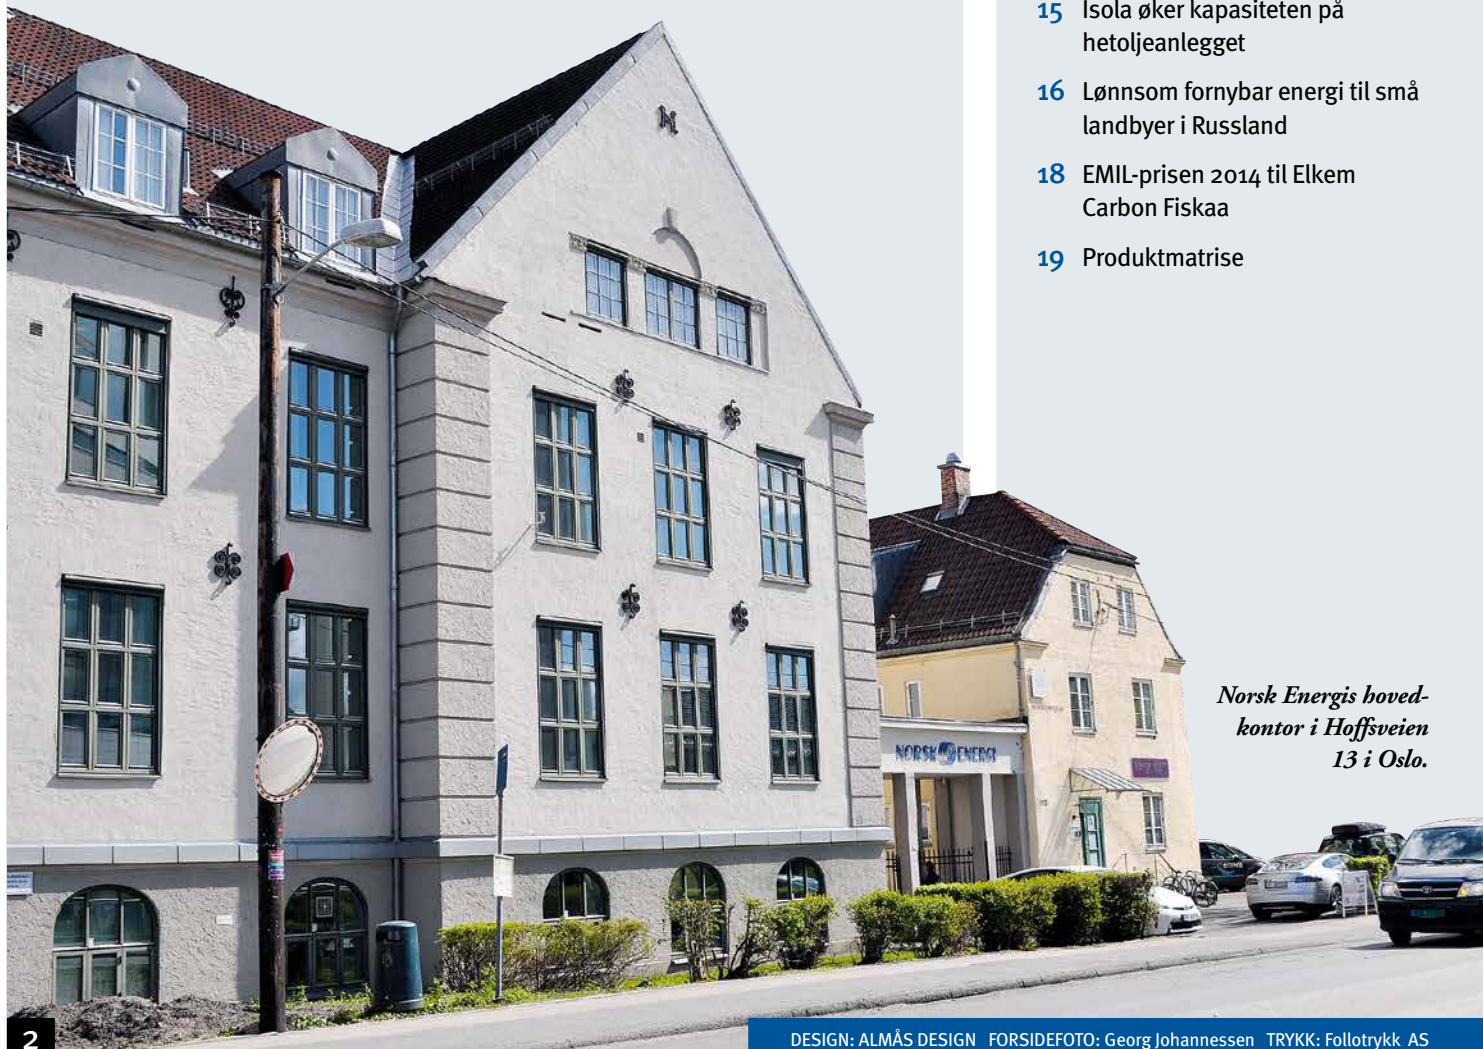 15 Isola øker kapasiteten på
hetoljeanlegget
16 Lønnsom fornybar energi til små
landbyer i Russland
18 EMIL-prisen 2014 til Elkem
Carbon Fiskaa
19 Produktmatrise
Norsk Energis hoved-
kontor i Hoffsveien
13 i Oslo.
NORSK ENERGI
2
DESIGN: ALMÅS DESIGN FORSIDEFOTO: Georg Johannessen TRYKK: Follotrykk AS